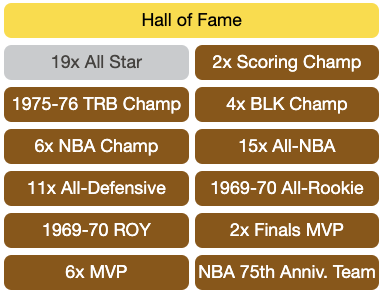 Hall of Fame
19x All Star
2x Scoring Champ
1975-76 TRB Champ
4x BLK Champ
6x NBA Champ
15x All-NBA
11x All-Defensive
1969-70 All-Rookie
1969-70 ROY
2x Finals MVP
6x MVP
NBA 75th Anniv. Team